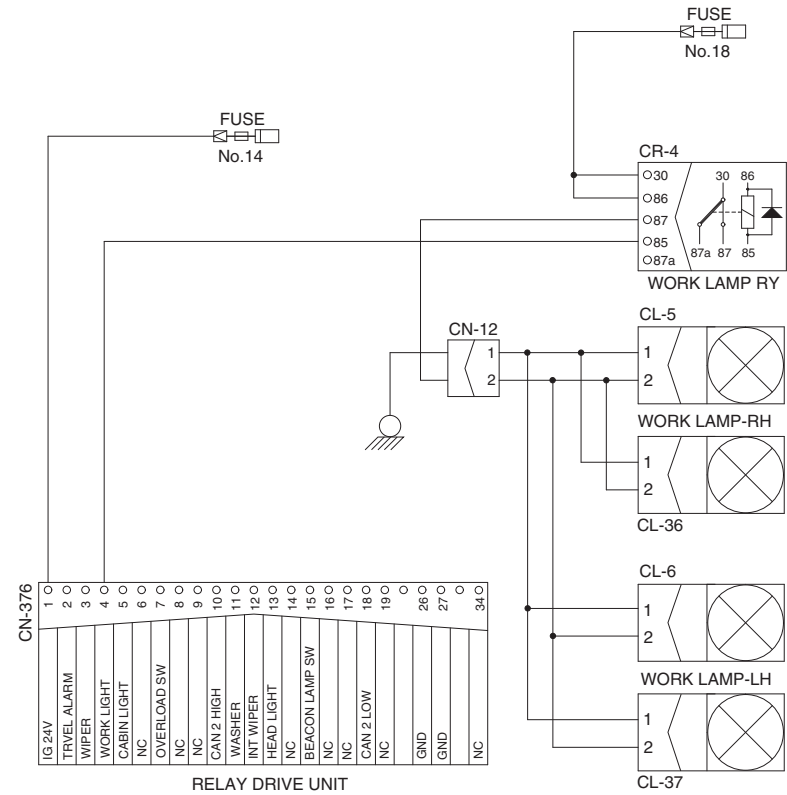 FUSE
No.18
FUSE
No.14
CR-4
30
86
87
85
87a
30 86
87a 87 85
WORK LAMP RY
CL-5
1
2
CN-12
1
2
WORK LAMP-RH
1
2
CL-36
CL-6
1
2
WORK LAMP-LH
1
2
CL-37
CN-376
1
2
3
4
5
6
7
8
9
10
11
12
13
14
15
16
17
18
19
26
27
34
IG 24V
TRVEL ALARM
WIPER
WORK LIGHT
CABIN LIGHT
NC
OVERLOAD SW
NC
NC
CAN 2 HIGH
WASHER
INT WIPER
HEAD LIGHT
NC
BEACON LAMP SW
NC
NC
CAN 2 LOW
NC
GND
GND
NC
RELAY DRIVE UNIT